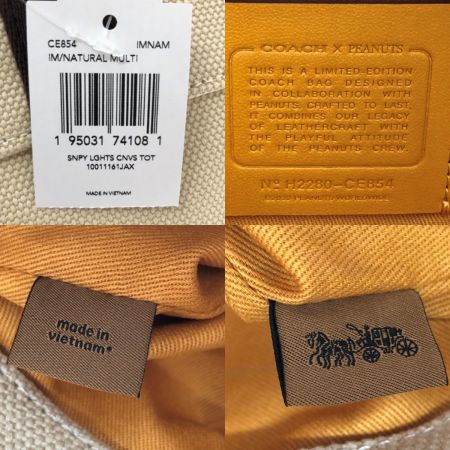 CE854 IMNAM
IM/NATURAL MULTI
1 95031 74108 1
SNPY LGHTS CNVS TOT
10011161JAX
MADE IN VIETNAM
COACH X PEANUTS
THIS IS A LIMITED-EDITION
COACH BAG DESIGNED
IN COLLABORATION WITH
PEANUTS. CRAFTED TO LAST,
IT COMBINES OUR LEGACY
OF LEATHERCRAFT WITH
THE PLAYFUL ATTITUDE
OF THE PEANUTS CREW.
Nº H2280-CE854
PEANUTS WORLDWIDE
made in
vietnam*